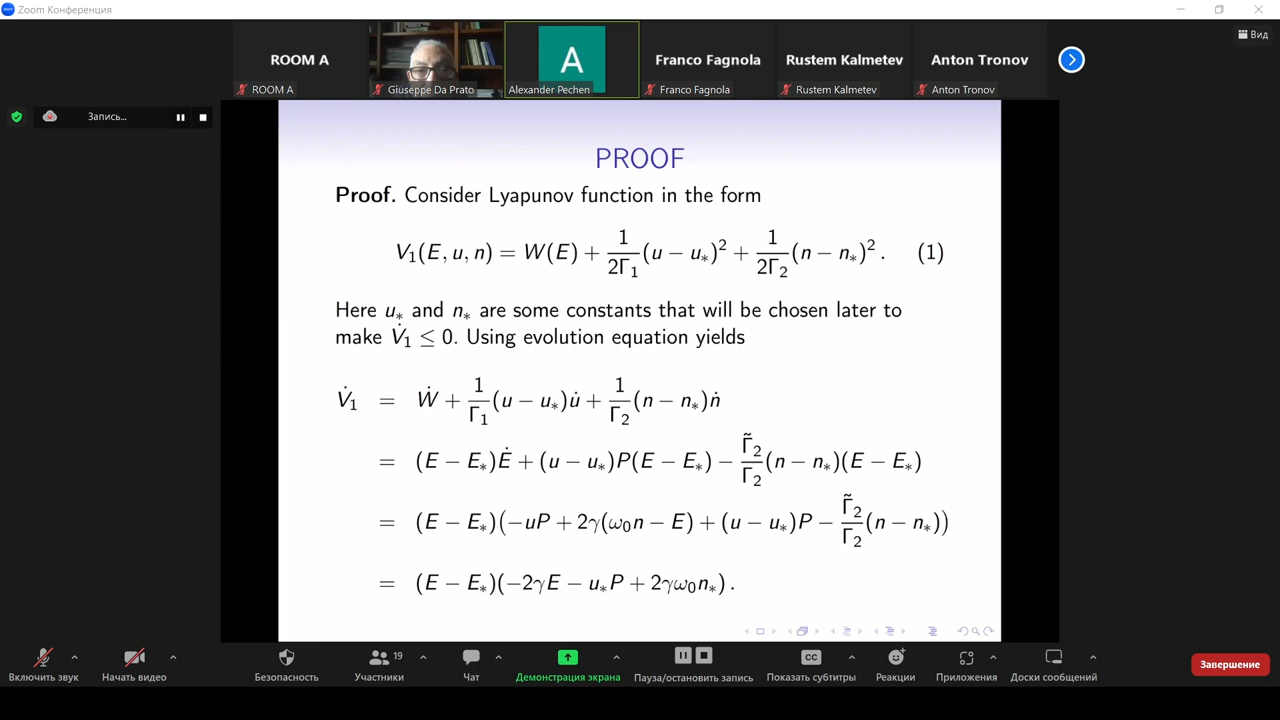 Zoom Конференция
Вид
ROOM A
Franco Fagnola
Rustem Kalmetev
Anton Tronov
A
ROOM A
Giuseppe Da Prato
Alexander Pechen
Franco Fagnola
Rustem Kalmetev
Anton Tronov
Запись...
PROOF
Proof. Consider Lyapunov function in the form
V₁(E, u, n) = W(E) + 1/(2Γ₁) (u − u∗)² + 1/(2Γ₂) (n − n∗)². (1)
Here u∗ and n∗ are some constants that will be chosen later to
make V̇₁ ≤ 0. Using evolution equation yields
V̇₁ = Ẇ + 1/Γ₁ (u − u∗)u̇ + 1/Γ₂ (n − n∗)ṅ
= (E − E∗)Ė + (u − u∗)P(E − E∗) − Γ̃₂/Γ₂ (n − n∗)(E − E∗)
= (E − E∗)(−uP + 2γ(ω₀n − E) + (u − u∗)P − Γ̃₂/Γ₂ (n − n∗))
= (E − E∗)(−2γE − u∗P + 2γω₀n∗).
19
CC
Включить звук
Начать видео
Безопасность
Участники
Чат
Демонстрация экрана
Пауза/остановить запись
Показать субтитры
Реакции
Приложения
Доски сообщений
Завершение